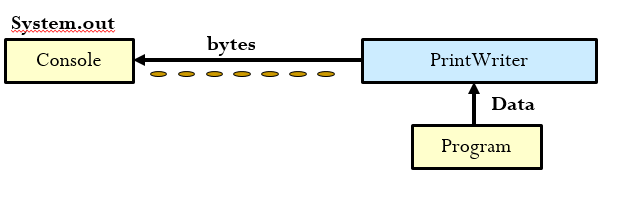 System.out
bytes
Console
PrintWriter
Data
Program